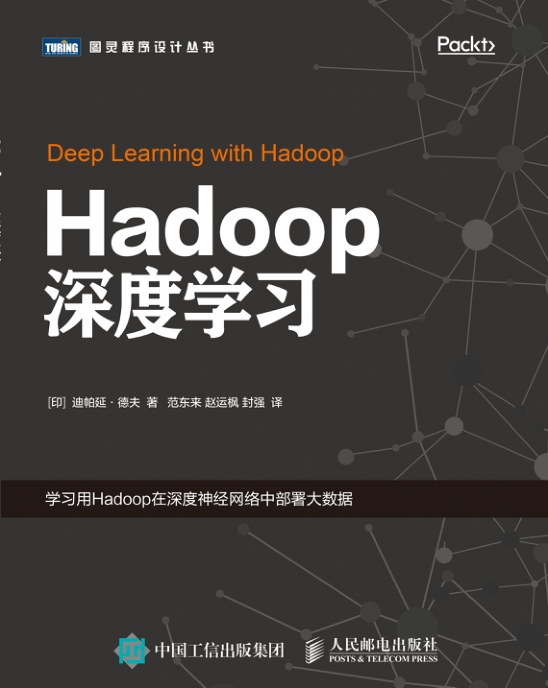 TURING 图灵程序设计丛书
Packt>
Deep Learning with Hadoop
Hadoop
深度学习
[印] 迪帕延·德夫 著 范东来 赵运枫 封强 译
学习用Hadoop在深度神经网络中部署大数据
中国工信出版集团
人民邮电出版社
POSTS & TELECOM PRESS